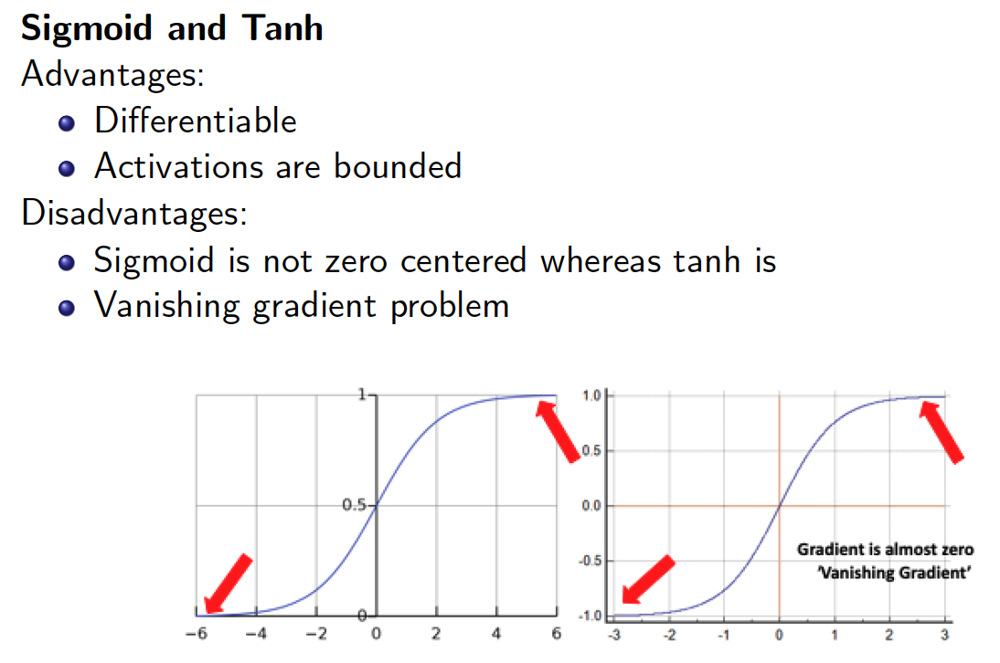 Sigmoid and Tanh
Advantages:
Differentiable
Activations are bounded
Disadvantages:
Sigmoid is not zero centered whereas tanh is
Vanishing gradient problem
1
0.5
0
−6 −4 −2 0 2 4 6
1.0
0.5
0.0
-0.5
-1.0
Gradient is almost zero
'Vanishing Gradient'
-3 -2 -1 0 1 2 3